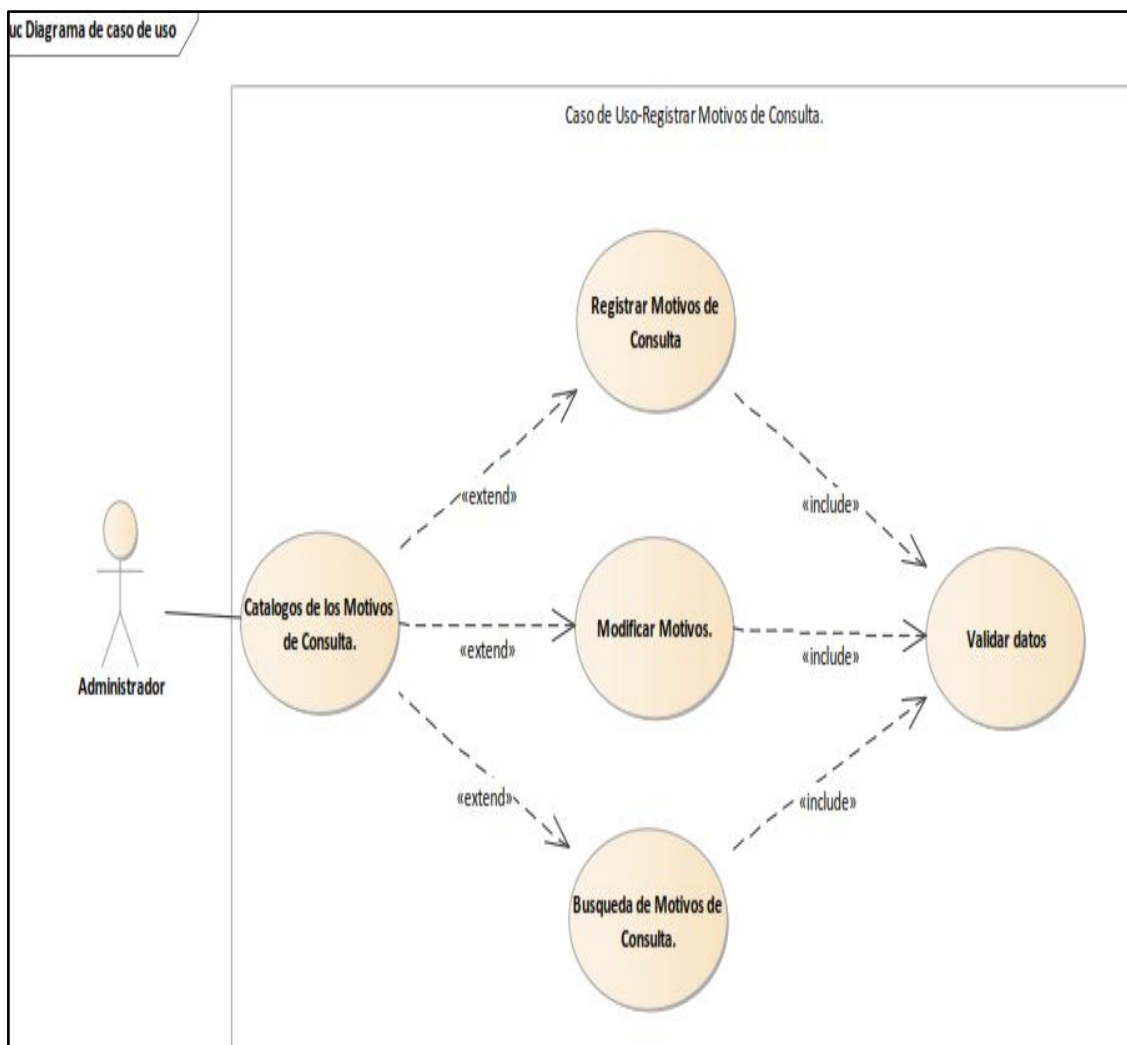 uc Diagrama de caso de uso
Caso de Uso-Registrar Motivos de Consulta.
Registrar Motivos de
Consulta
«extend»
«include»
Catalogos de los Motivos
de Consulta.
Modificar Motivos.
Validar datos
«extend»
«include»
Administrador
«extend»
«include»
Busqueda de Motivos de
Consulta.